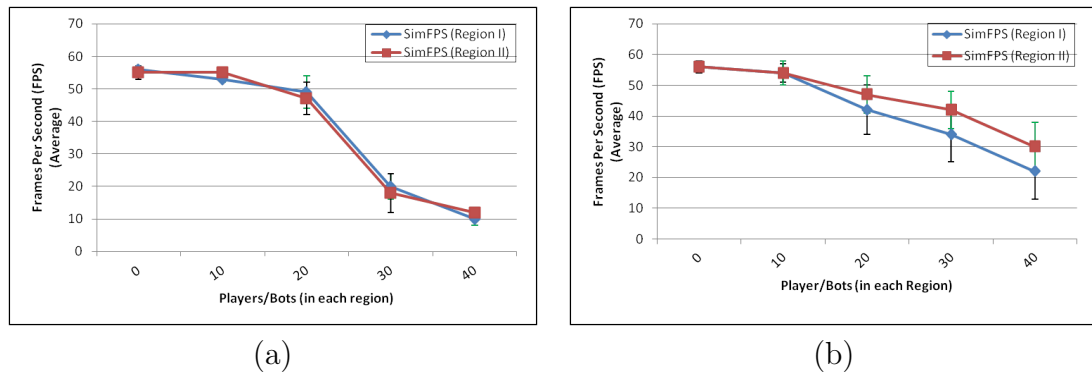 70
60
50
40
30
20
10
0
Frames Per Second (FPS)
(Average)
SimFPS (Region I)
SimFPS (Region II)
0 10 20 30 40
Players/Bots (in each region)
(a)
70
60
50
40
30
20
10
0
Frames Per Second (FPS)
(Average)
SimFPS (Region I)
SimFPS (Region II)
0 10 20 30 40
Player/Bots (in each Region)
(b)